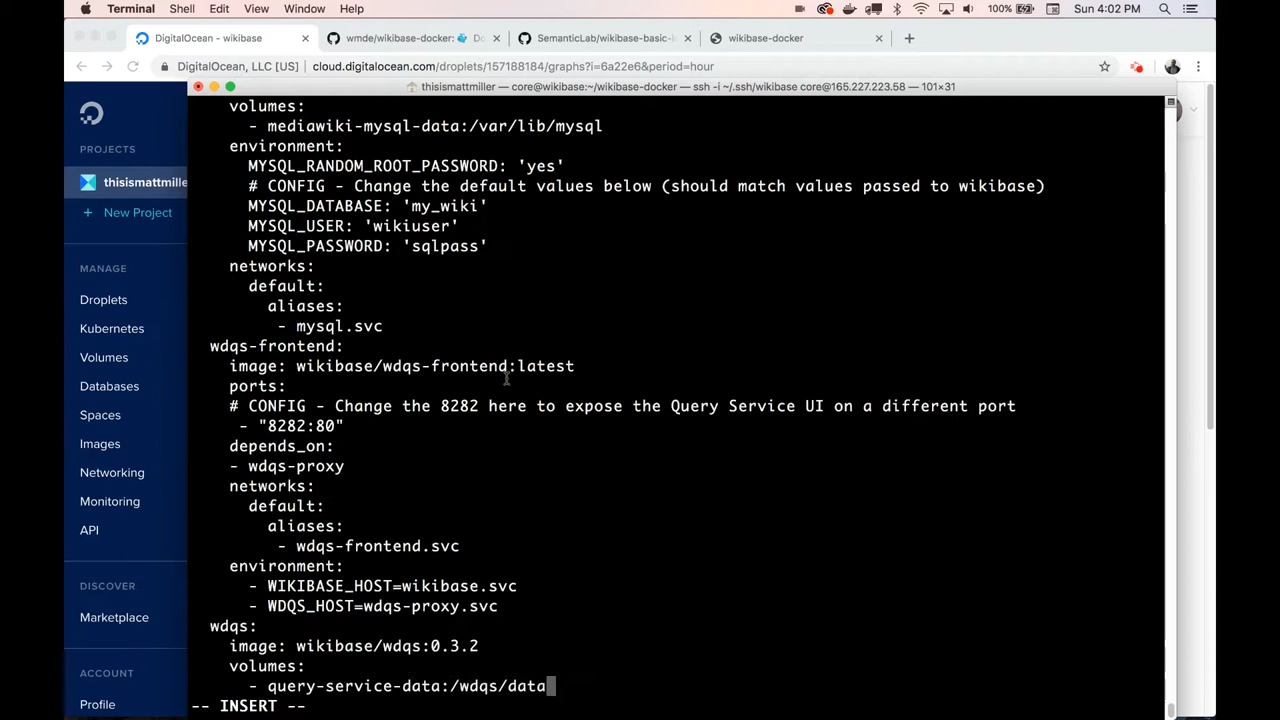 Terminal Shell Edit View Window Help 100% Sun 4:02 PM
DigitalOcean - wikibase wmde/wikibase-docker: Do SemanticLab/wikibase-basic-l wikibase-docker
DigitalOcean, LLC [US] cloud.digitalocean.com/droplets/157188184/graphs?i=6a22e6&period=hour
thisismattmiller — core@wikibase:~/wikibase-docker — ssh -i ~/.ssh/wikibase core@165.227.223.58 — 101×31
PROJECTS
thisismattmille
+ New Project
MANAGE
Droplets
Kubernetes
Volumes
Databases
Spaces
Images
Networking
Monitoring
API
DISCOVER
Marketplace
ACCOUNT
Profile
volumes:
- mediawiki-mysql-data:/var/lib/mysql
environment:
MYSQL_RANDOM_ROOT_PASSWORD: 'yes'
# CONFIG - Change the default values below (should match values passed to wikibase)
MYSQL_DATABASE: 'my_wiki'
MYSQL_USER: 'wikiuser'
MYSQL_PASSWORD: 'sqlpass'
networks:
default:
aliases:
- mysql.svc
wdqs-frontend:
image: wikibase/wdqs-frontend:latest
ports:
# CONFIG - Change the 8282 here to expose the Query Service UI on a different port
- "8282:80"
depends_on:
- wdqs-proxy
networks:
default:
aliases:
- wdqs-frontend.svc
environment:
- WIKIBASE_HOST=wikibase.svc
- WDQS_HOST=wdqs-proxy.svc
wdqs:
image: wikibase/wdqs:0.3.2
volumes:
- query-service-data:/wdqs/data
-- INSERT --